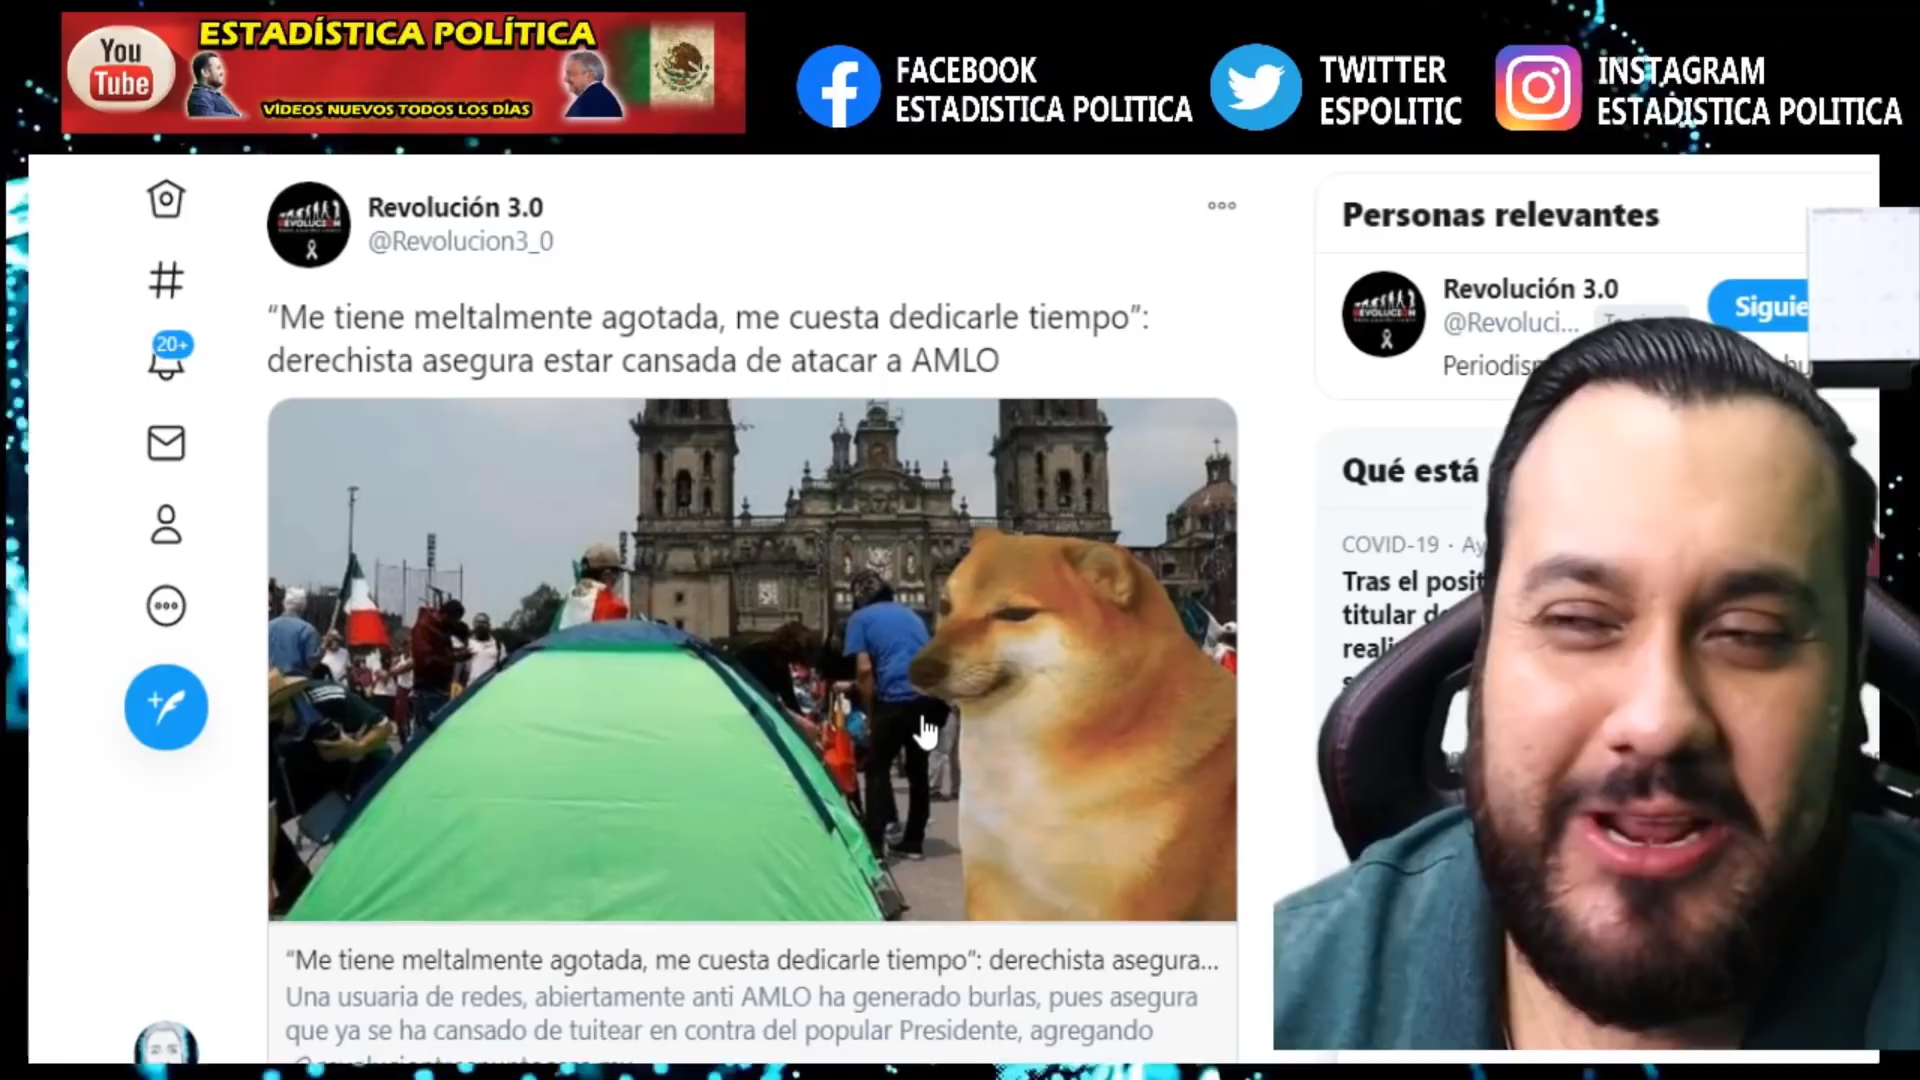 You
Tube
ESTADÍSTICA POLÍTICA
VÍDEOS NUEVOS TODOS LOS DÍAS
FACEBOOK
ESTADISTICA POLITICA
TWITTER
ESPOLITIC
INSTAGRAM
ESTADISTICA POLITICA
20+
Revolución 3.0
@Revolucion3_0
“Me tiene meltalmente agotada, me cuesta dedicarle tiempo”:
derechista asegura estar cansada de atacar a AMLO
“Me tiene meltalmente agotada, me cuesta dedicarle tiempo”: derechista asegura...
Una usuaria de redes, abiertamente anti AMLO ha generado burlas, pues asegura
que ya se ha cansado de tuitear en contra del popular Presidente, agregando
Personas relevantes
Revolución 3.0
@Revoluci...
Siguie
Qué está
COVID-19 · Ay
Tras el posit
titular d
reali